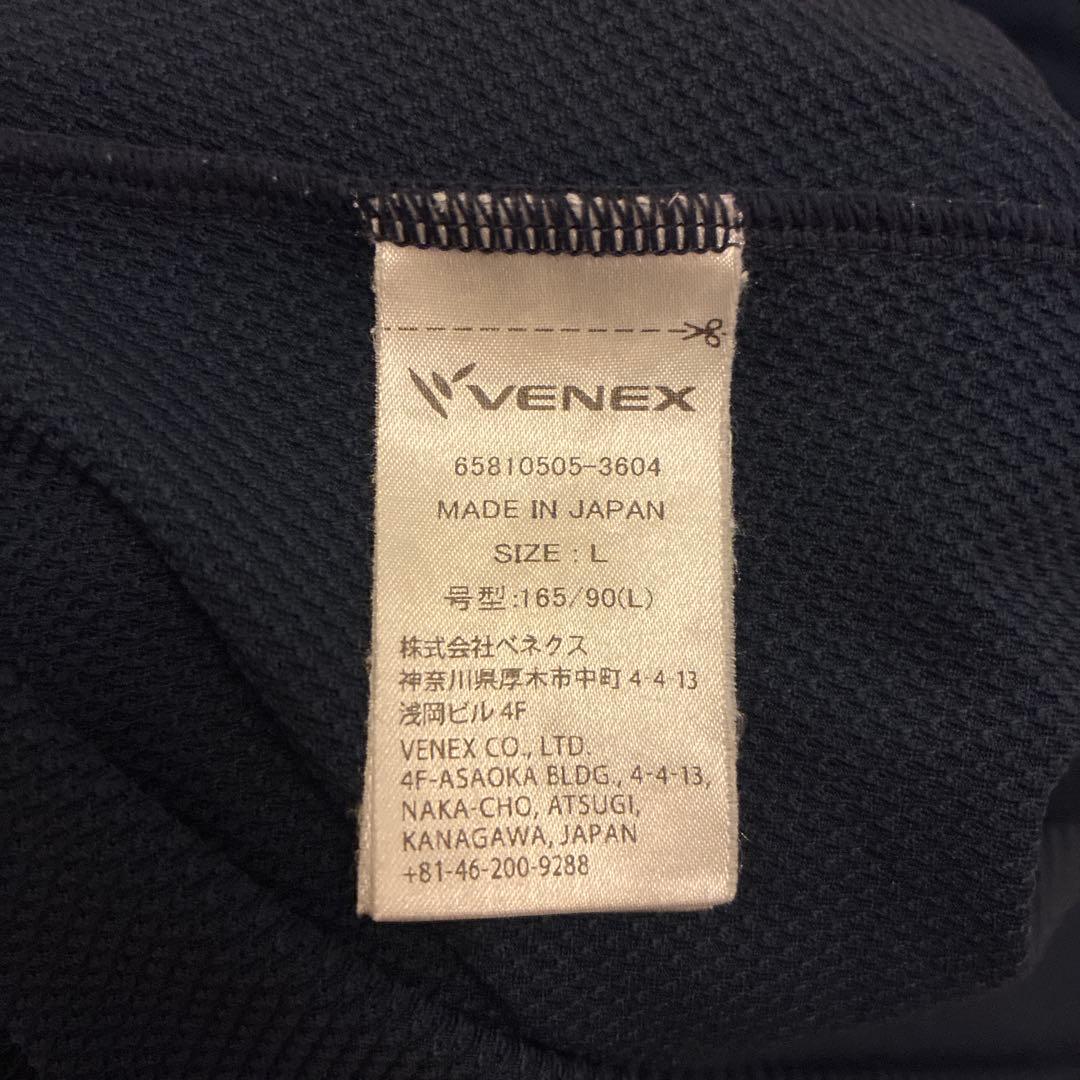 VENEX
65810505-3604
MADE IN JAPAN
SIZE : L
号型:165/90(L)
株式会社ベネクス
神奈川県厚木市中町 4-4-13
浅岡ビル 4F
VENEX CO., LTD.
4F-ASAOKA BLDG., 4-4-13,
NAKA-CHO, ATSUGI,
KANAGAWA, JAPAN
+81-46-200-9288